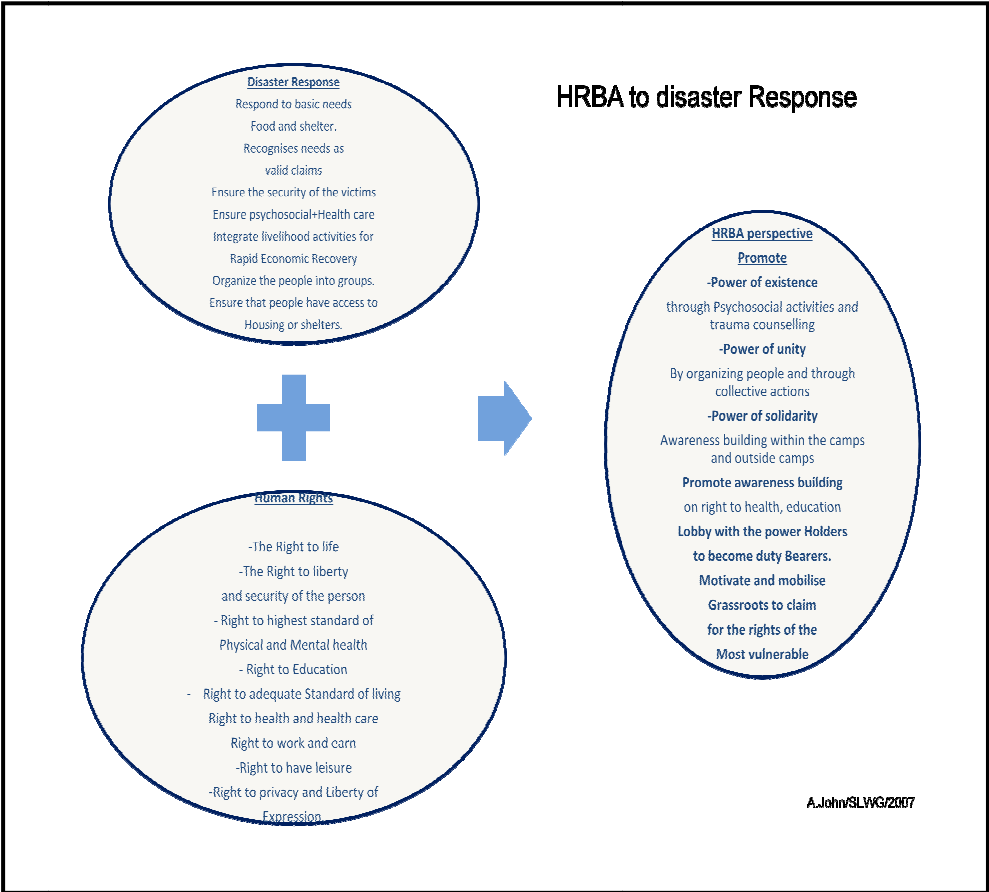 HRBA to disaster Response
Disaster Response
Respond to basic needs
Food and shelter.
Recognises needs as
valid claims
Ensure the security of the victims
Ensure psychosocial+Health care
Integrate livelihood activities for
Rapid Economic Recovery
Organize the people into groups.
Ensure that people have access to
Housing or shelters.
Human Rights
-The Right to life
-The Right to liberty
and security of the person
- Right to highest standard of
Physical and Mental health
- Right to Education
- Right to adequate Standard of living
Right to health and health care
Right to work and earn
-Right to have leisure
-Right to privacy and Liberty of
Expression
HRBA perspective
Promote
-Power of existence
through Psychosocial activities and
trauma counselling
-Power of unity
By organizing people and through
collective actions
-Power of solidarity
Awareness building within the camps
and outside camps
Promote awareness building
on right to health, education
Lobby with the power Holders
to become duty Bearers.
Motivate and mobilise
Grassroots to claim
for the rights of the
Most vulnerable
A.John/SLWG/2007